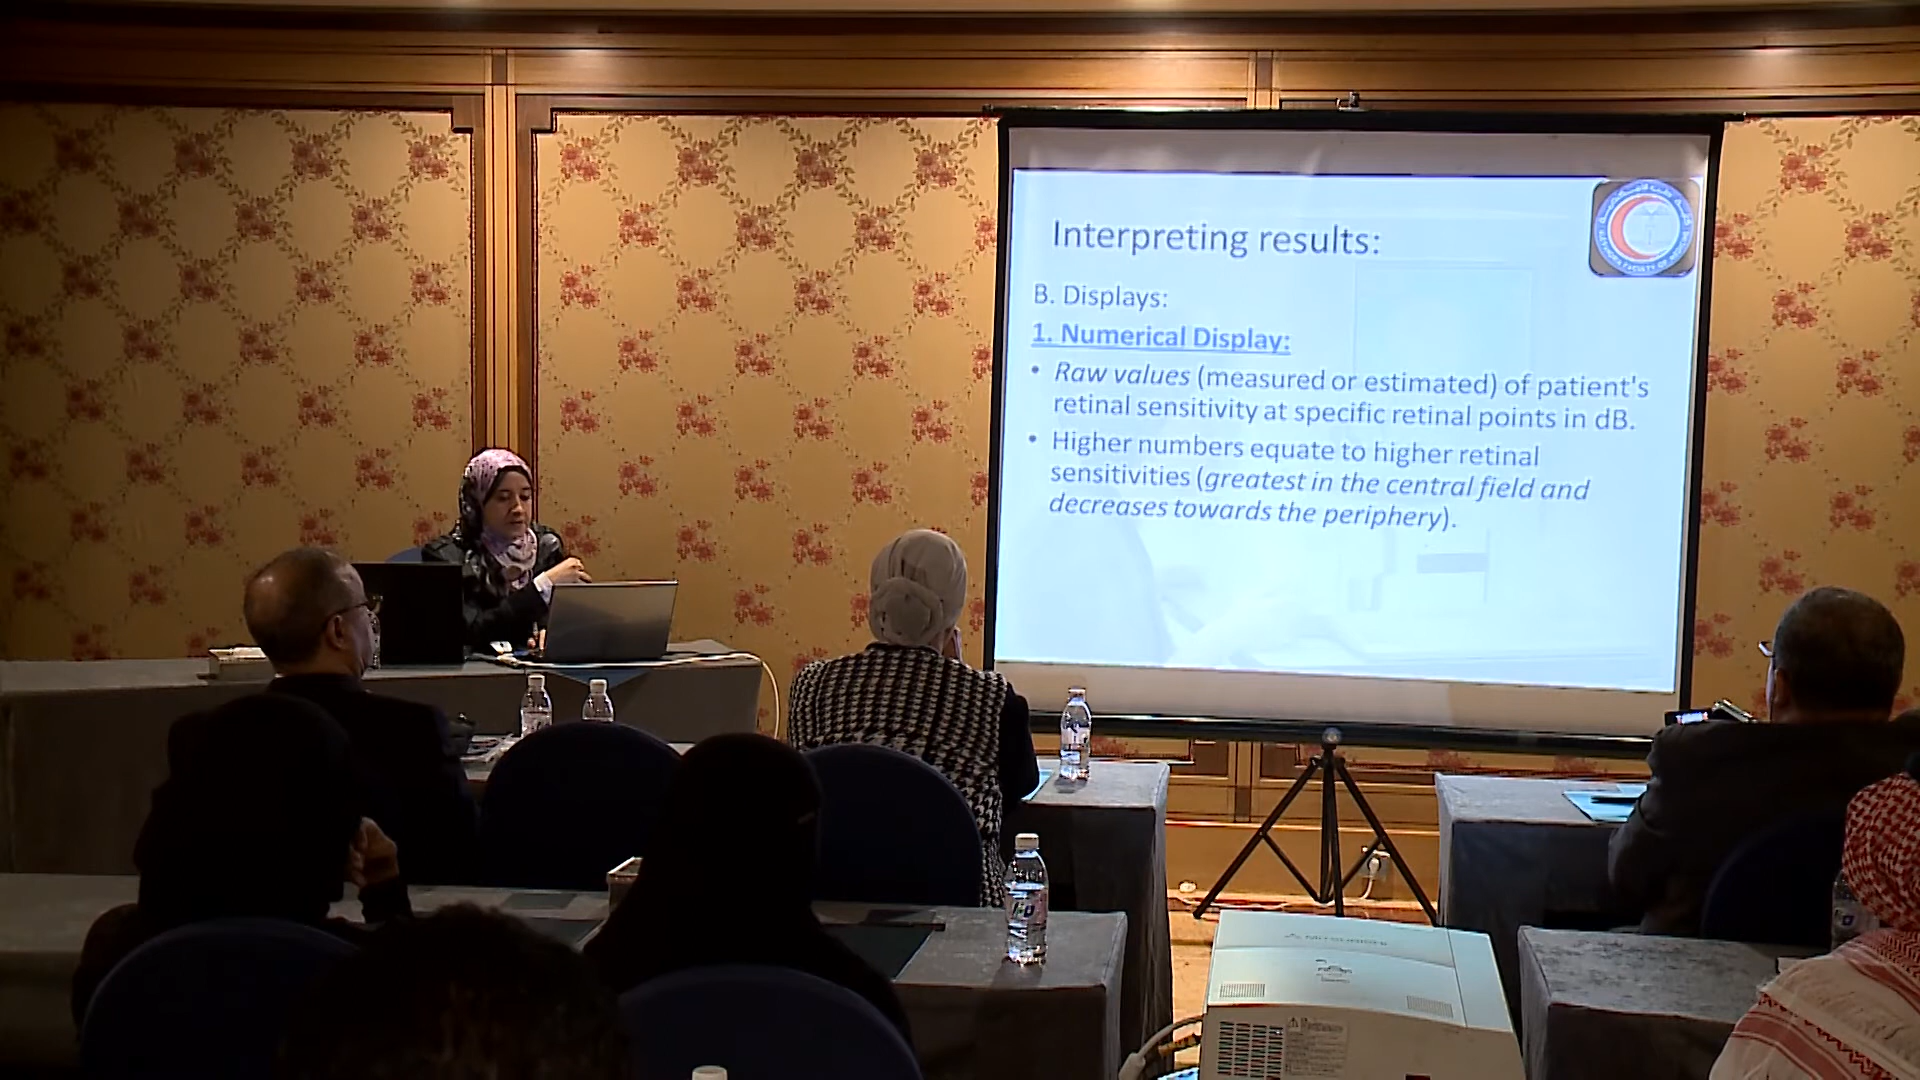 Interpreting results:
B. Displays:
1. Numerical Display:
• Raw values (measured or estimated) of patient's
retinal sensitivity at specific retinal points in dB.
• Higher numbers equate to higher retinal
sensitivities (greatest in the central field and
decreases towards the periphery).